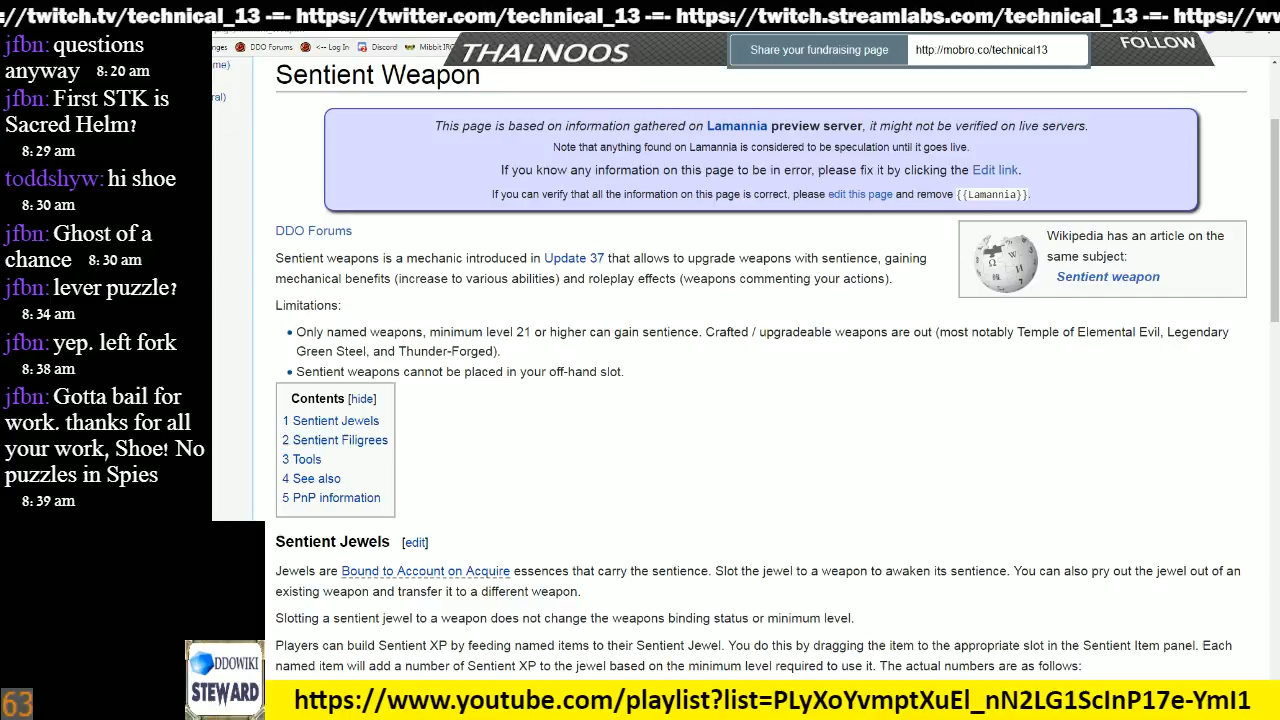 //twitch.tv/technical_13 -=- https://twitter.com/technical_13 -=- https://twitch.streamlabs.com/technical_13 -=- https://
jfbn: questions
anyway 8:20 am
jfbn: First STK is
Sacred Helm?
8:29 am
toddshyw: hi shoe
8:30 am
jfbn: Ghost of a
chance 8:30 am
jfbn: lever puzzle?
8:34 am
jfbn: yep. left fork
8:38 am
jfbn: Gotta bail for
work. thanks for all
your work, Shoe! No
puzzles in Spies
8:39 am
DDO Forums <-- Log In Discord Mibbit
THALNOOS
Share your fundraising page http://mobro.co/technical13
FOLLOW
Sentient Weapon
This page is based on information gathered on Lamannia preview server, it might not be verified on live servers.
Note that anything found on Lamannia is considered to be speculation until it goes live.
If you know any information on this page to be in error, please fix it by clicking the Edit link.
If you can verify that all the information on this page is correct, please edit this page and remove {{Lamannia}}.
DDO Forums
Sentient weapons is a mechanic introduced in Update 37 that allows to upgrade weapons with sentience, gaining
mechanical benefits (increase to various abilities) and roleplay effects (weapons commenting your actions).
Wikipedia has an article on the
same subject:
Sentient weapon
Limitations:
Only named weapons, minimum level 21 or higher can gain sentience. Crafted / upgradeable weapons are out (most notably Temple of Elemental Evil, Legendary
Green Steel, and Thunder-Forged).
Sentient weapons cannot be placed in your off-hand slot.
Contents [hide]
1 Sentient Jewels
2 Sentient Filigrees
3 Tools
4 See also
5 PnP information
Sentient Jewels [edit]
Jewels are Bound to Account on Acquire essences that carry the sentience. Slot the jewel to a weapon to awaken its sentience. You can also pry out the jewel out of an
existing weapon and transfer it to a different weapon.
Slotting a sentient jewel to a weapon does not change the weapons binding status or minimum level.
Players can build Sentient XP by feeding named items to their Sentient Jewel. You do this by dragging the item to the appropriate slot in the Sentient Item panel. Each
named item will add a number of Sentient XP to the jewel based on the minimum level required to use it. The actual numbers are as follows:
DDOWIKI
STEWARD
63
https://www.youtube.com/playlist?list=PLyXoYvmptXuEl_nN2LG1ScInP17e-YmI1